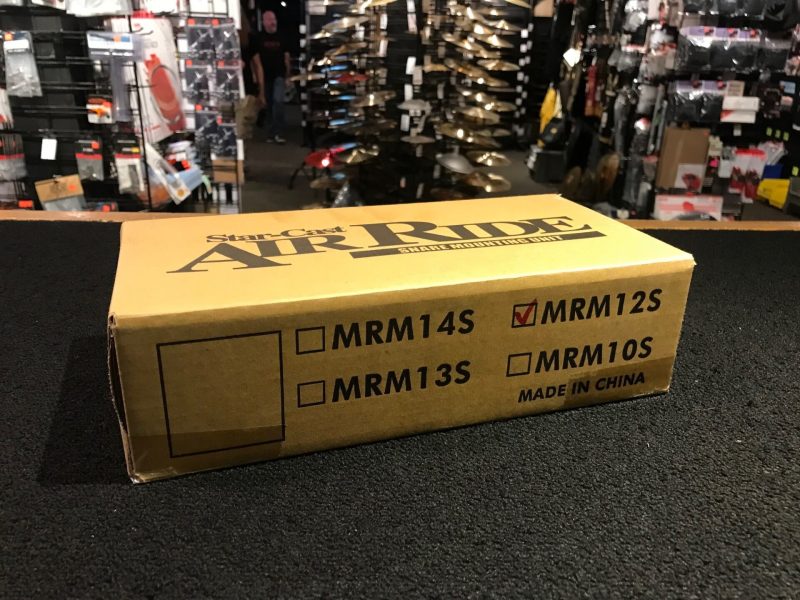 Star-Cast
AIR RIDE
SNARE MOUNTING UNIT
MRM14S
MRM12S
MRM13S
MRM10S
MADE IN CHINA